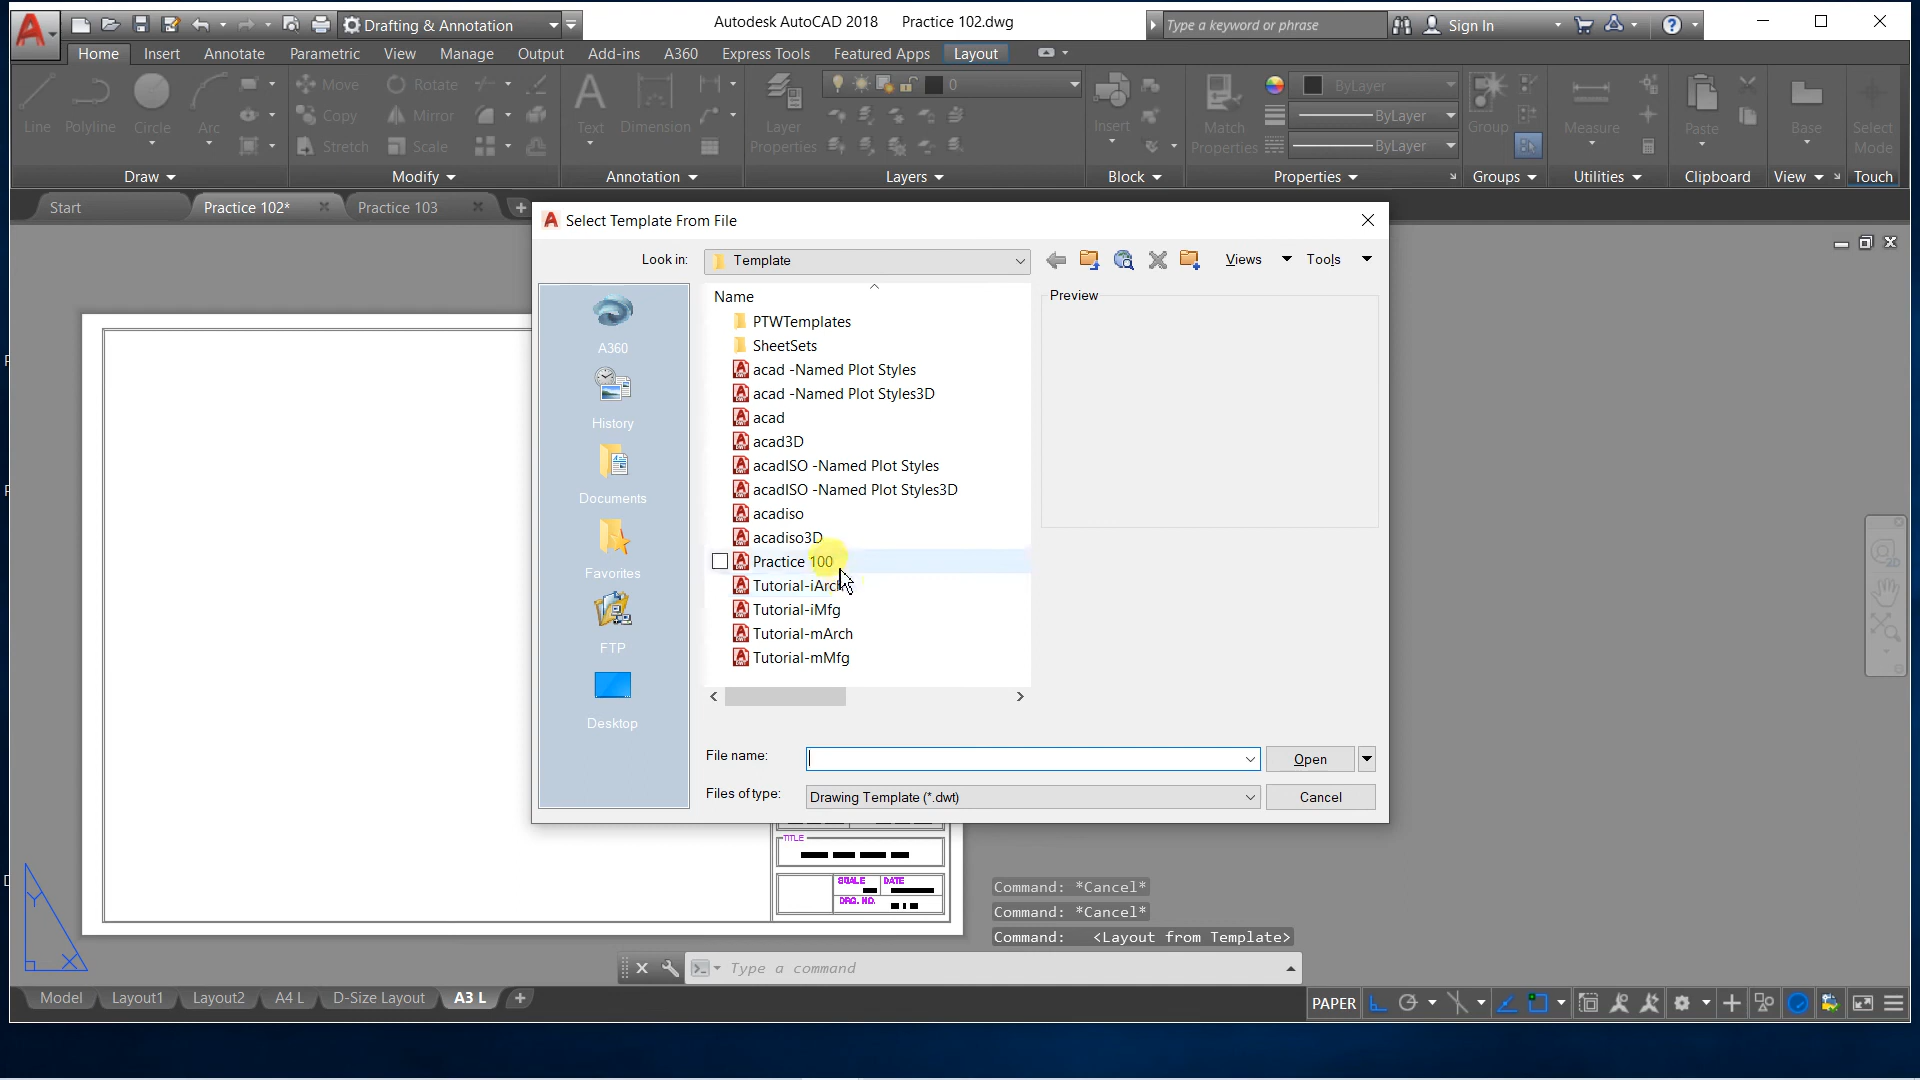 Drafting & Annotation
Autodesk AutoCAD 2018 Practice 102.dwg
Type a keyword or phrase
Sign In
Home Insert Annotate Parametric View Manage Output Add-ins A360 Express Tools Featured Apps Layout
Line Polyline Circle Arc
Move Rotate
Copy Mirror
Stretch Scale
Text Dimension
Layer Properties
0
Insert
Match Properties
ByLayer
ByLayer
ByLayer
Group
Measure
Paste
Base
Select Mode
Draw Modify Annotation Layers Block Properties Groups Utilities Clipboard View Touch
Start Practice 102* Practice 103
Select Template From File
Look in: Template
Views Tools
Name
Preview
PTWTemplates
SheetSets
acad -Named Plot Styles
acad -Named Plot Styles3D
acad
acad3D
acadISO -Named Plot Styles
acadISO -Named Plot Styles3D
acadiso
acadiso3D
Practice 100
Tutorial-iArch
Tutorial-iMfg
Tutorial-mArch
Tutorial-mMfg
A360
History
Documents
Favorites
FTP
Desktop
File name:
Open
Files of type: Drawing Template (*.dwt)
Cancel
TITLE
SCALE DATE
DRG. NO.
Y
X
Command: *Cancel*
Command: *Cancel*
Command: <Layout from Template>
Type a command
Model Layout1 Layout2 A4 L D-Size Layout A3 L
PAPER